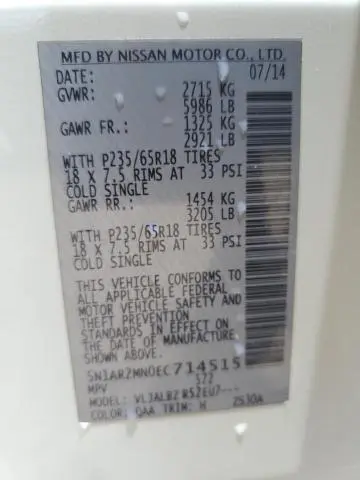 MFD BY NISSAN MOTOR CO., LTD.
DATE: 07/14
GVWR: 2715 KG
5986 LB
GAWR FR.: 1325 KG
2921 LB
WITH P235/65R18 TIRES
18 X 7.5 RIMS AT 33 PSI
COLD SINGLE
GAWR RR.: 1454 KG
3205 LB
WITH P235/65R18 TIRES
18 X 7.5 RIMS AT 33 PSI
COLD SINGLE
THIS VEHICLE CONFORMS TO
ALL APPLICABLE FEDERAL
MOTOR VEHICLE SAFETY AND
THEFT PREVENTION
STANDARDS IN EFFECT ON
THE DATE OF MANUFACTURE.
SHOWN ABOVE.
5N1AR2MN0EC714515
MPV 572
MODEL: COLOR: QAA TRIM: H